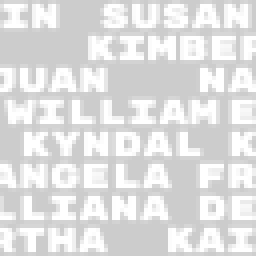 IN SUSAN
KIMBER
JUAN NA
WILLIAM E
KYNDAL K
ANGELA FR
LLIANA DE
RTHA KAI